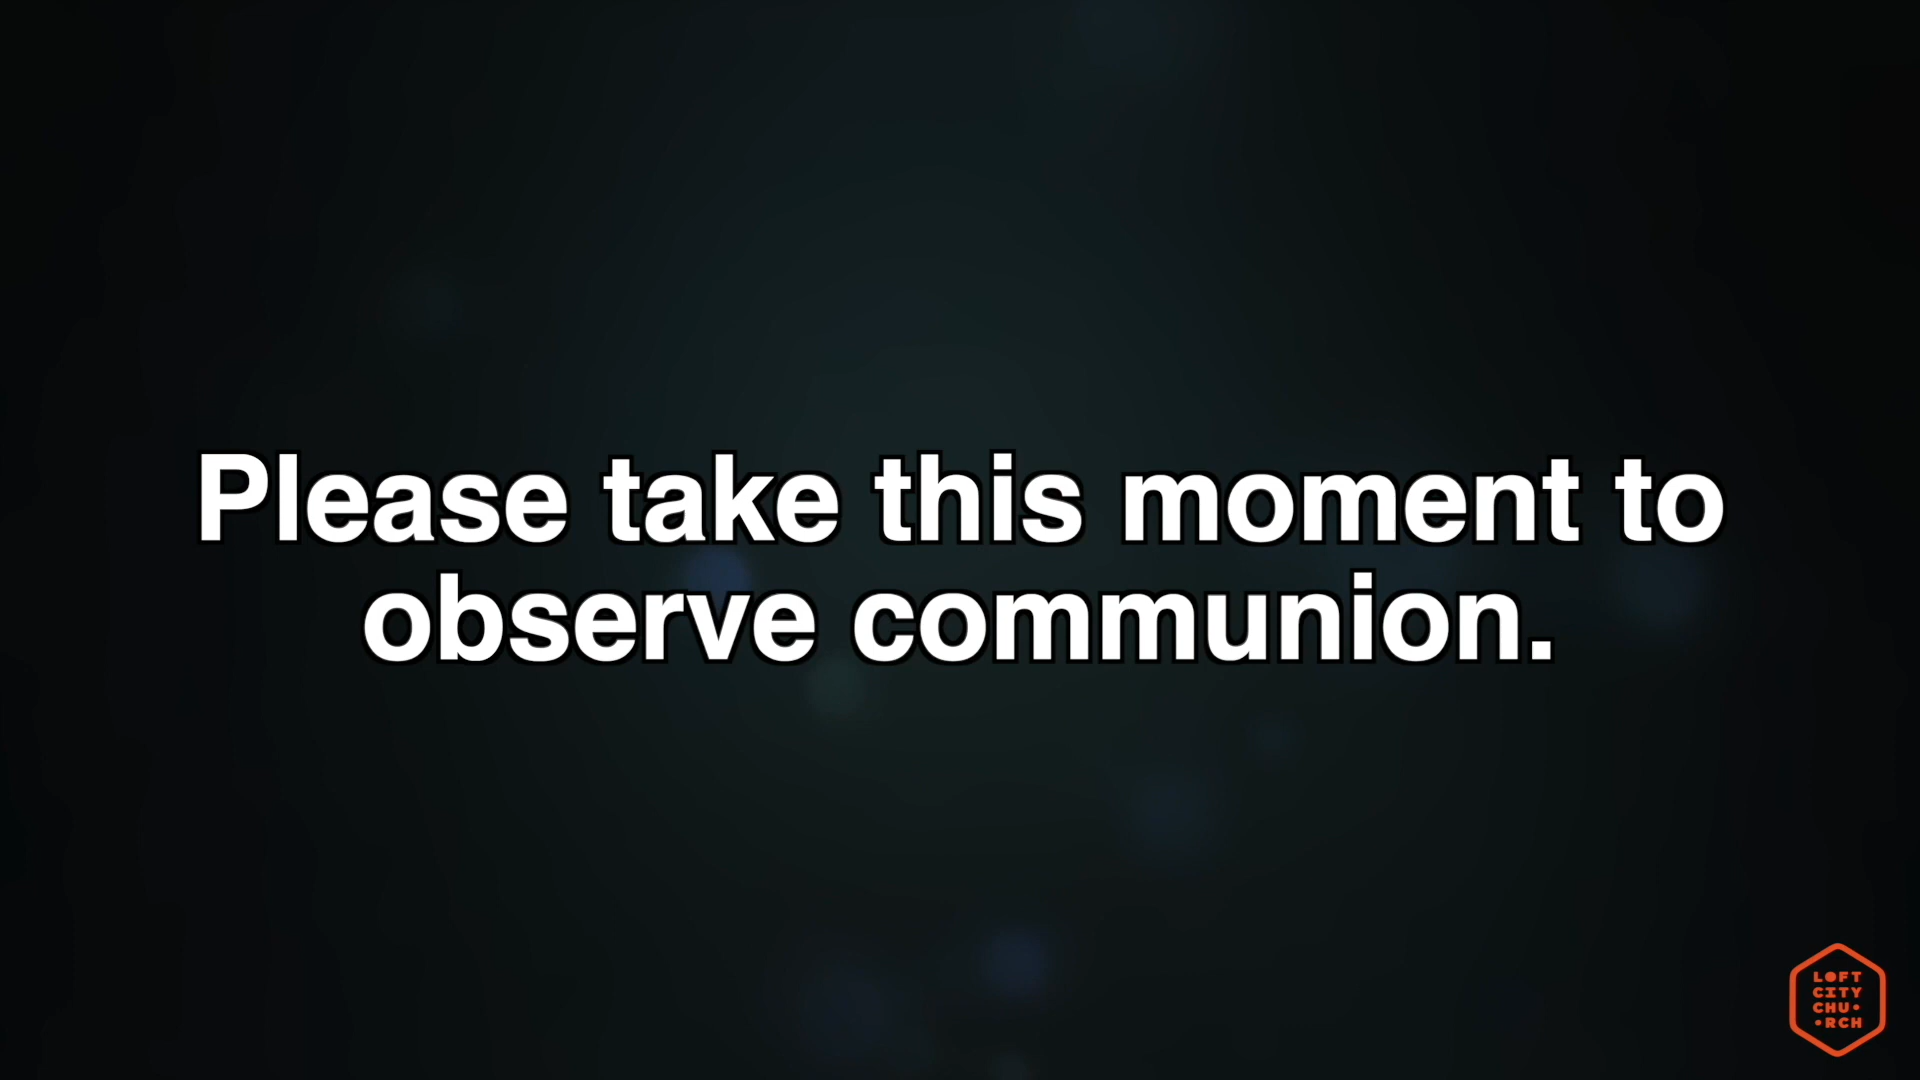 Please take this moment to
observe communion.
LOFT
CITY
CHU•
•RCH